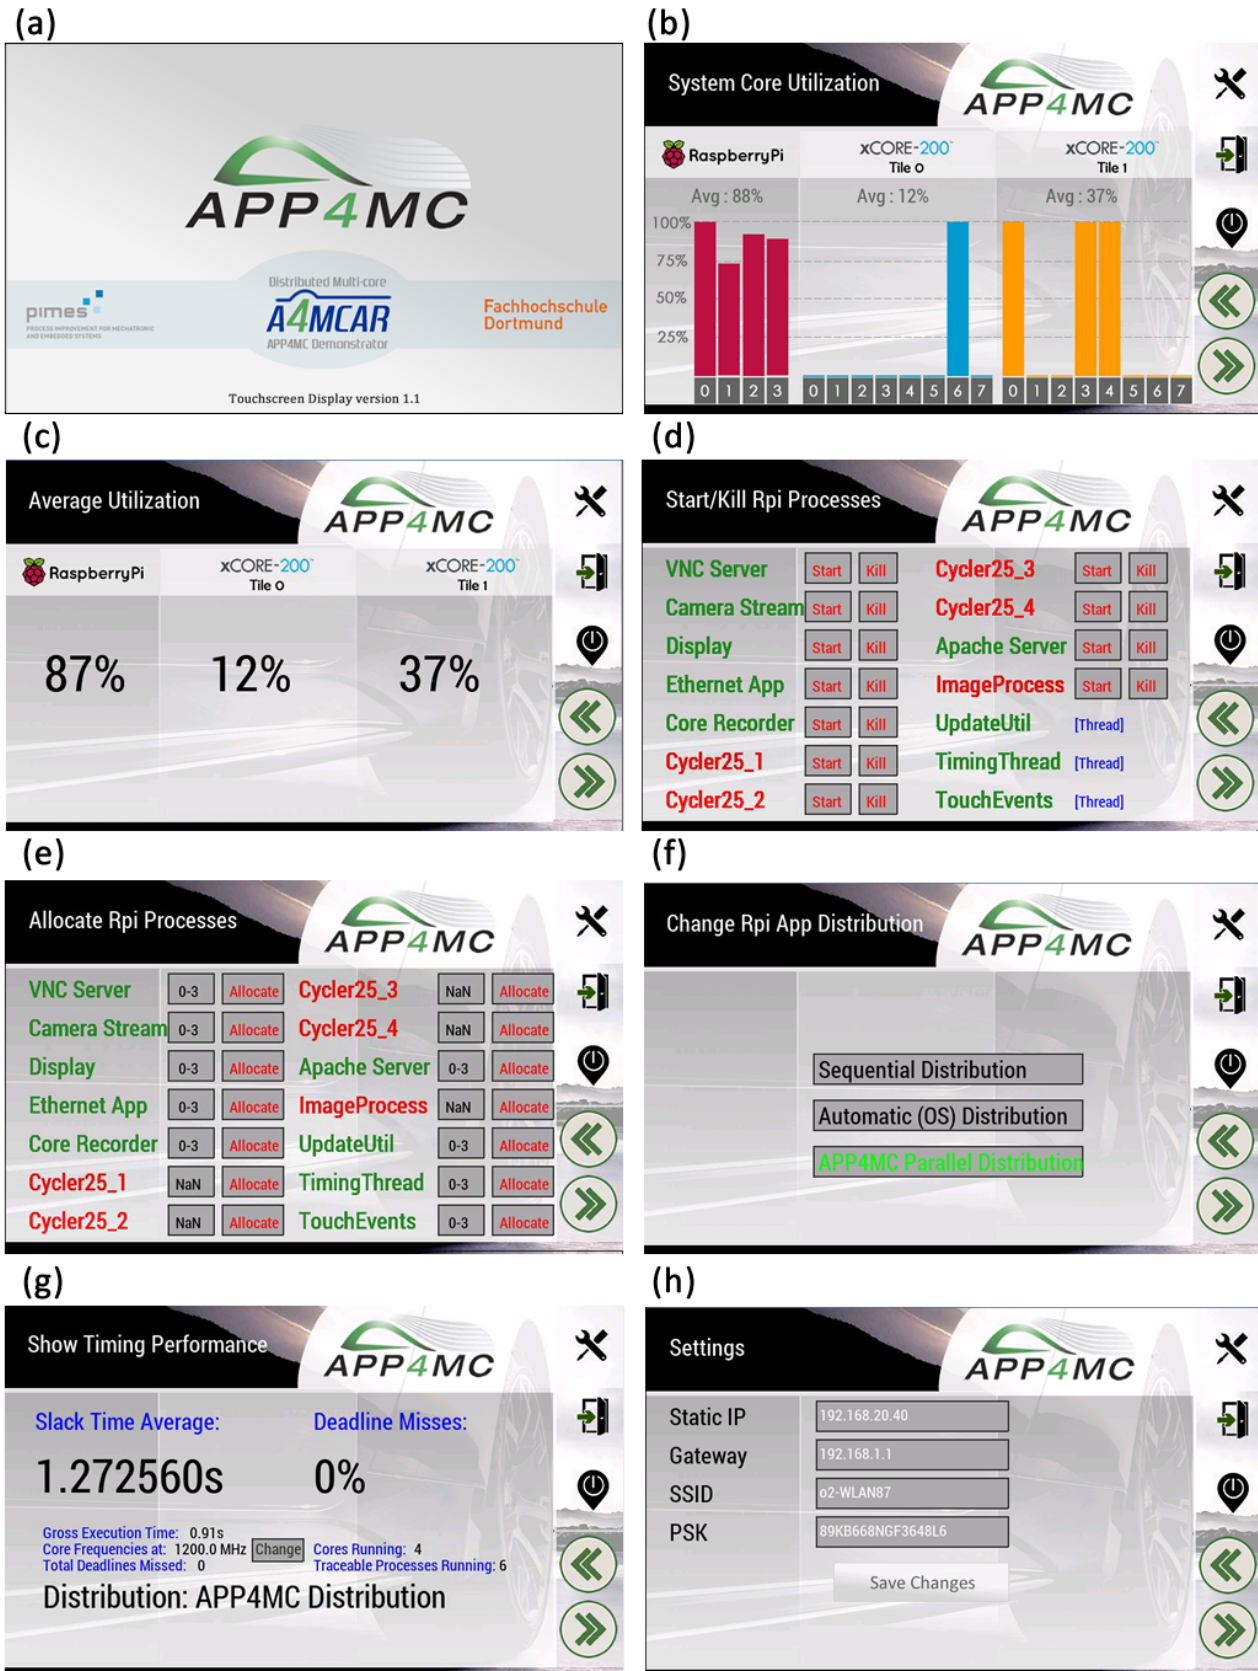 (a)
APP4MC
pimes
PROCESS IMPROVEMENT FOR MECHATRONIC
AND EMBEDDED SYSTEMS
Distributed Multi-core
A4MCAR
APP4MC Demonstrator
Fachhochschule
Dortmund
Touchscreen Display version 1.1
(b)
System Core Utilization
APP4MC
RaspberryPi
xCORE-200™
Tile 0
xCORE-200™
Tile 1
Avg : 88% Avg : 12% Avg : 37%
100%
75%
50%
25%
0 1 2 3 0 1 2 3 4 5 6 7 0 1 2 3 4 5 6 7
(c)
Average Utilization
APP4MC
RaspberryPi
xCORE-200™
Tile 0
xCORE-200™
Tile 1
87% 12% 37%
(d)
Start/Kill Rpi Processes
APP4MC
VNC Server Start Kill Cycler25_3 Start Kill
Camera Stream Start Kill Cycler25_4 Start Kill
Display Start Kill Apache Server Start Kill
Ethernet App Start Kill ImageProcess Start Kill
Core Recorder Start Kill UpdateUtil [Thread]
Cycler25_1 Start Kill TimingThread [Thread]
Cycler25_2 Start Kill TouchEvents [Thread]
(e)
Allocate Rpi Processes
APP4MC
VNC Server 0-3 Allocate Cycler25_3 NaN Allocate
Camera Stream 0-3 Allocate Cycler25_4 NaN Allocate
Display 0-3 Allocate Apache Server 0-3 Allocate
Ethernet App 0-3 Allocate ImageProcess NaN Allocate
Core Recorder 0-3 Allocate UpdateUtil 0-3 Allocate
Cycler25_1 NaN Allocate TimingThread 0-3 Allocate
Cycler25_2 NaN Allocate TouchEvents 0-3 Allocate
(f)
Change Rpi App Distribution
APP4MC
Sequential Distribution
Automatic (OS) Distribution
APP4MC Parallel Distribution
(g)
Show Timing Performance
APP4MC
Slack Time Average: Deadline Misses:
1.272560s 0%
Gross Execution Time: 0.91s
Core Frequencies at: 1200.0 MHz Change Cores Running: 4
Total Deadlines Missed: 0 Traceable Processes Running: 6
Distribution: APP4MC Distribution
(h)
Settings
APP4MC
Static IP 192.168.20.40
Gateway 192.168.1.1
SSID o2-WLAN87
PSK 89KB668NGF3648L6
Save Changes